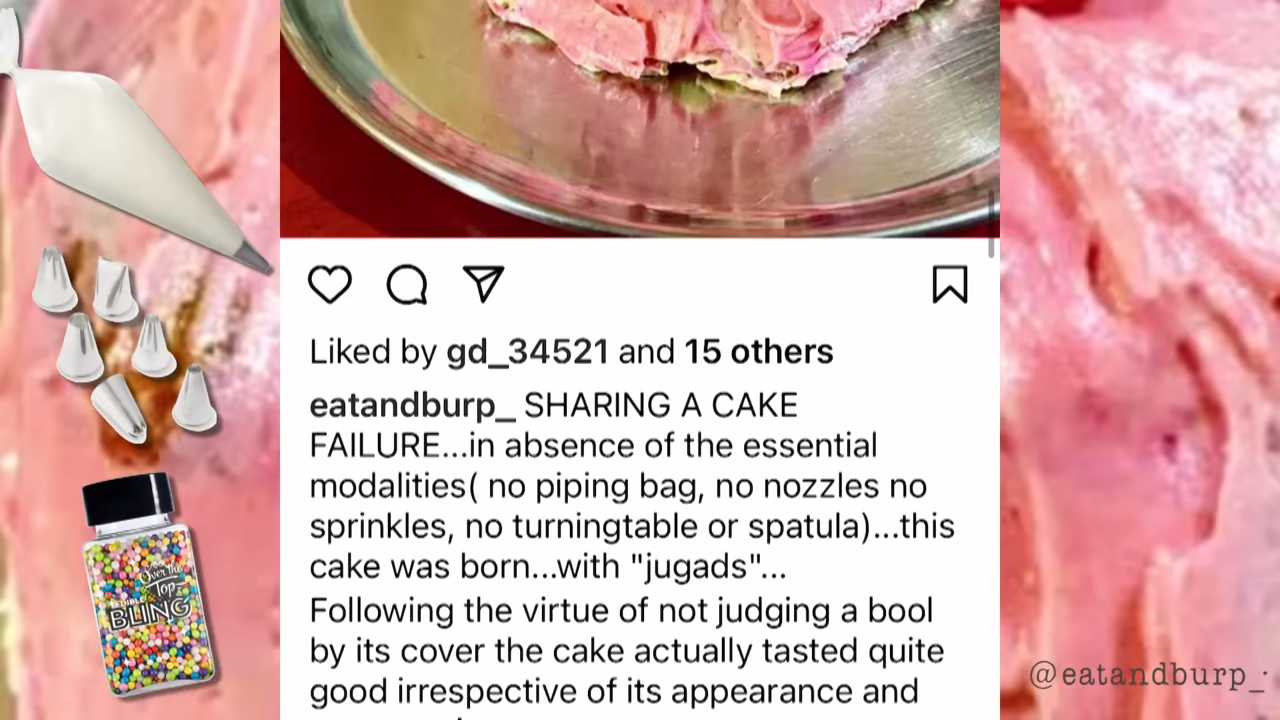 Liked by gd_34521 and 15 others
eatandburp_ SHARING A CAKE
FAILURE...in absence of the essential
modalities( no piping bag, no nozzles no
sprinkles, no turningtable or spatula)...this
cake was born...with "jugads"...
Following the virtue of not judging a bool
by its cover the cake actually tasted quite
good irrespective of its appearance and
Over the
Top
EDIBLE
BLING
@eatandburp_.